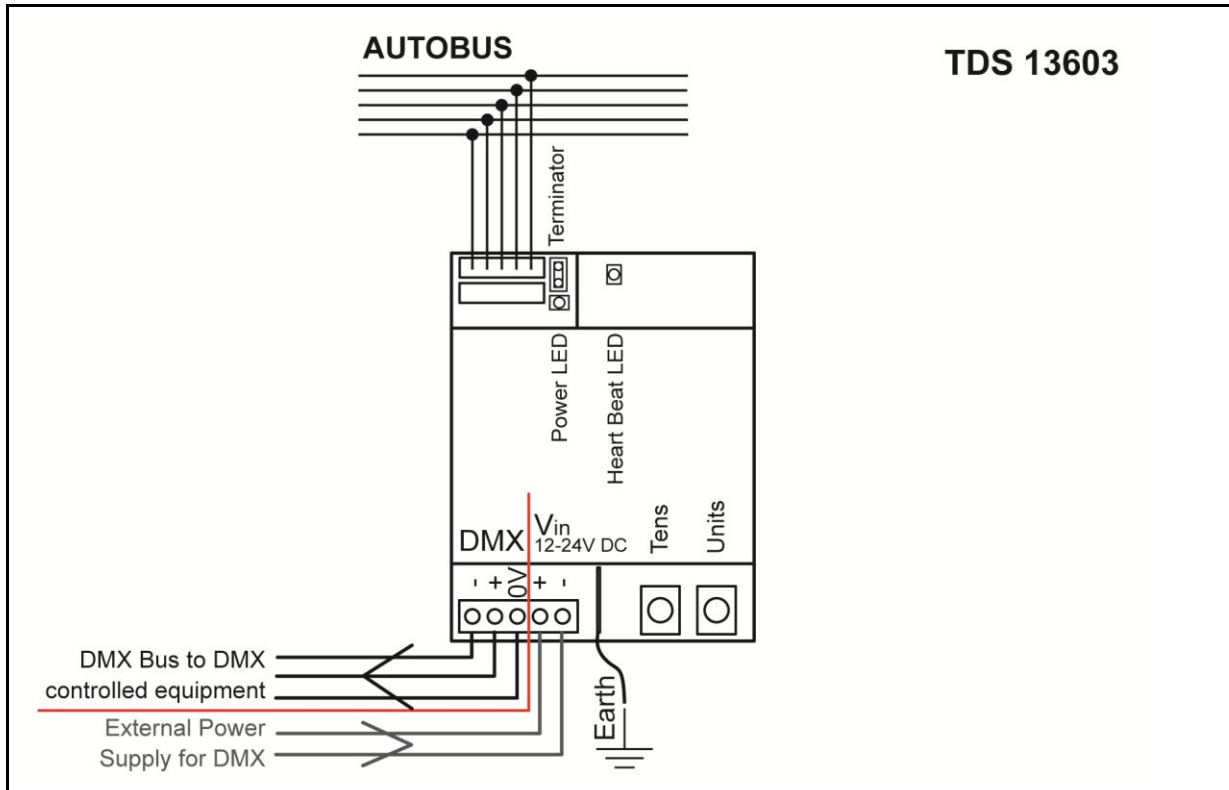 AUTOBUS
TDS 13603
Terminator
Power LED
Heart Beat LED
DMX
Vin
12-24V DC
Tens
Units
- + 0V + -
DMX Bus to DMX
controlled equipment
External Power
Supply for DMX
Earth